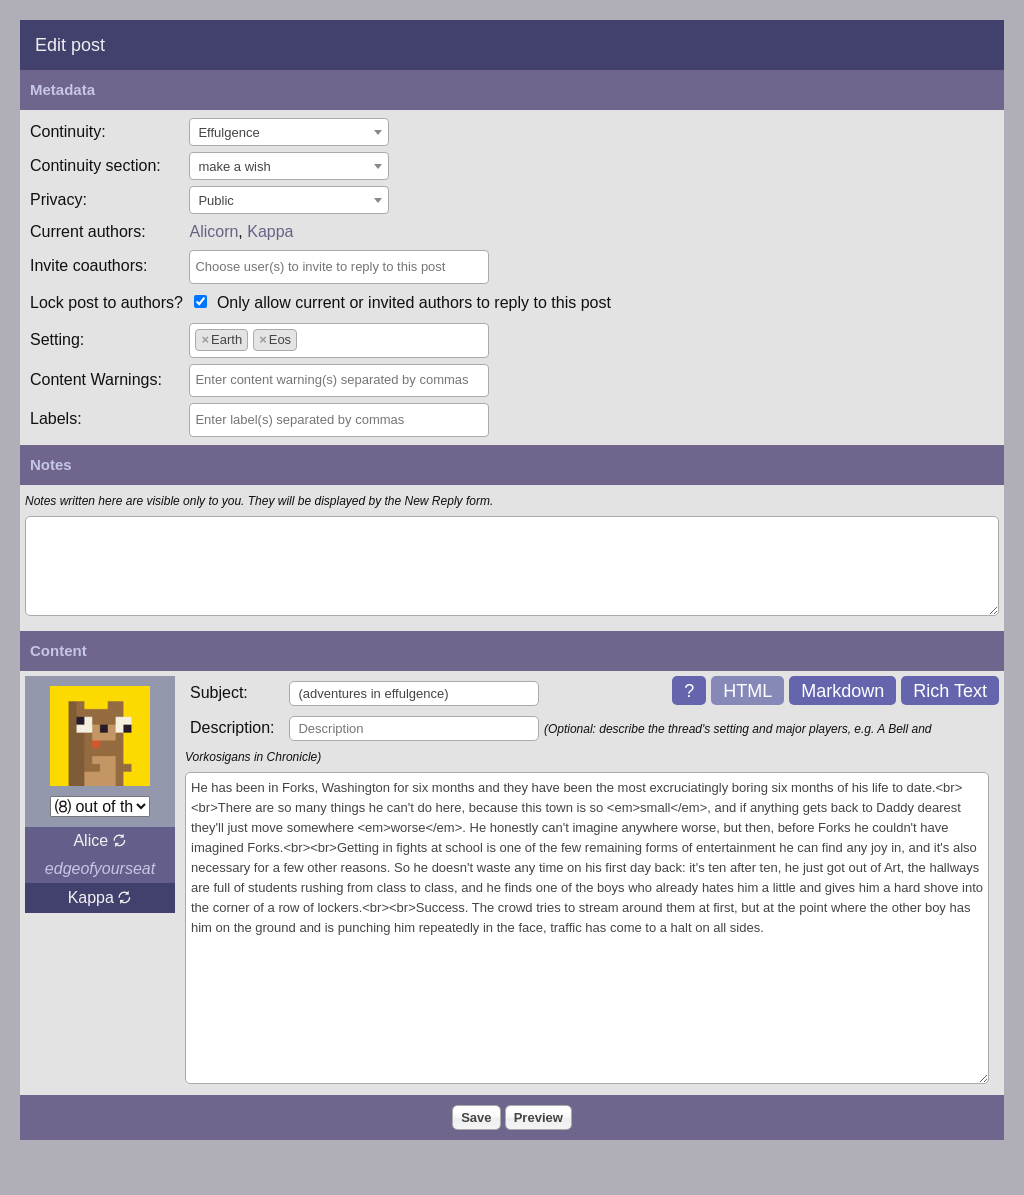 Edit post
Metadata
Continuity: Effulgence
Continuity section: make a wish
Privacy: Public
Current authors: Alicorn, Kappa
Invite coauthors: Choose user(s) to invite to reply to this post
Lock post to authors? Only allow current or invited authors to reply to this post
Setting: ×Earth ×Eos
Content Warnings: Enter content warning(s) separated by commas
Labels: Enter label(s) separated by commas
Notes
Notes written here are visible only to you. They will be displayed by the New Reply form.
Content
⑻ out of th
Alice
edgeofyourseat
Kappa
Subject: (adventures in effulgence) ? HTML Markdown Rich Text
Description: Description (Optional: describe the thread's setting and major players, e.g. A Bell and
Vorkosigans in Chronicle)
He has been in Forks, Washington for six months and they have been the most excruciatingly boring six months of his life to date.<br>
<br>There are so many things he can't do here, because this town is so <em>small</em>, and if anything gets back to Daddy dearest
they'll just move somewhere <em>worse</em>. He honestly can't imagine anywhere worse, but then, before Forks he couldn't have
imagined Forks.<br><br>Getting in fights at school is one of the few remaining forms of entertainment he can find any joy in, and it's also
necessary for a few other reasons. So he doesn't waste any time on his first day back: it's ten after ten, he just got out of Art, the hallways
are full of students rushing from class to class, and he finds one of the boys who already hates him a little and gives him a hard shove into
the corner of a row of lockers.<br><br>Success. The crowd tries to stream around them at first, but at the point where the other boy has
him on the ground and is punching him repeatedly in the face, traffic has come to a halt on all sides.
Save Preview